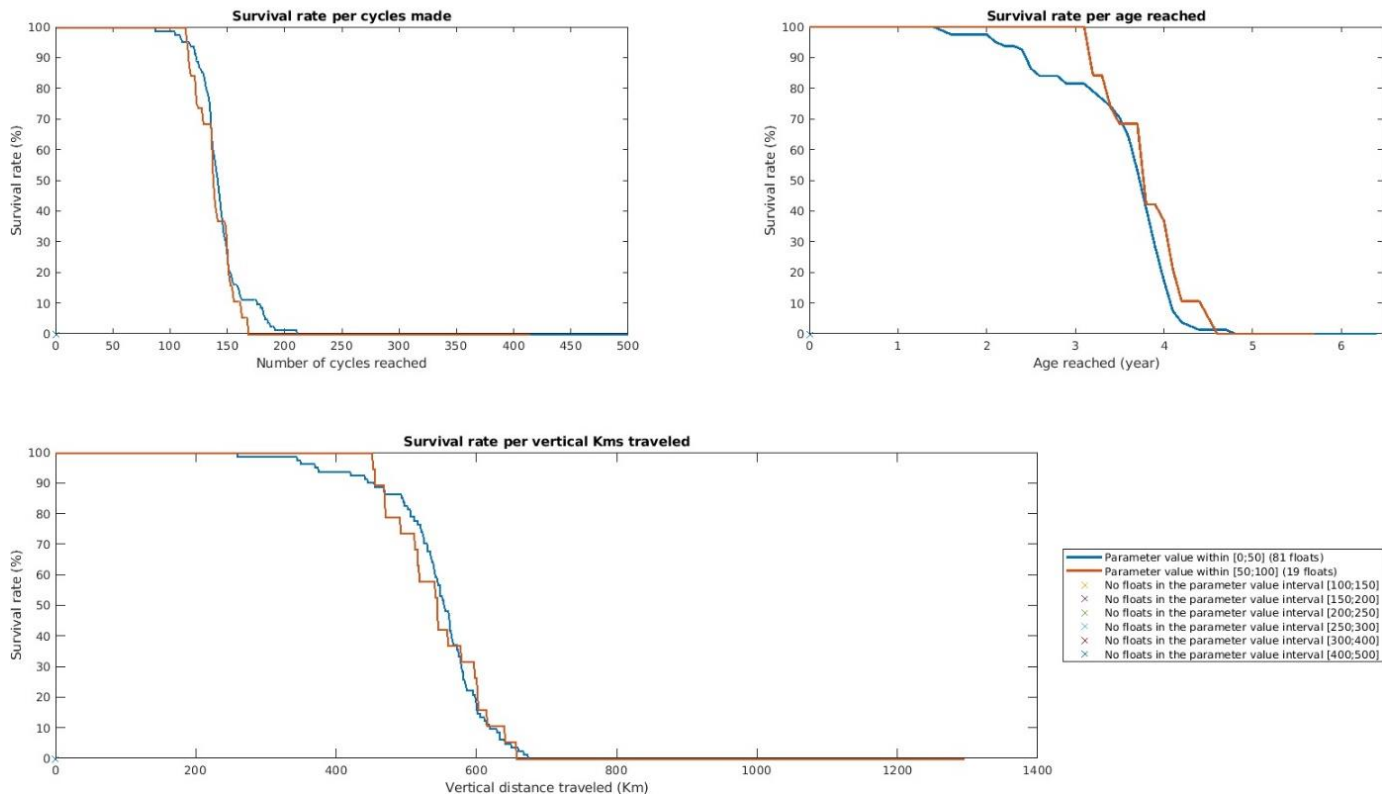 Survival rate per cycles made
100
90
80
70
60
50
40
30
20
10
0
Survival rate (%)
0 50 100 150 200 250 300 350 400 450 500
Number of cycles reached
Survival rate per age reached
100
90
80
70
60
50
40
30
20
10
0
Survival rate (%)
0 1 2 3 4 5 6
Age reached (year)
Survival rate per vertical Kms traveled
100
90
80
70
60
50
40
30
20
10
0
Survival rate (%)
0 200 400 600 800 1000 1200 1400
Vertical distance traveled (Km)
Parameter value within [0;50] (81 floats)
Parameter value within [50;100] (19 floats)
No floats in the parameter value interval [100;150]
No floats in the parameter value interval [150;200]
No floats in the parameter value interval [200;250]
No floats in the parameter value interval [250;300]
No floats in the parameter value interval [300;400]
No floats in the parameter value interval [400;500]